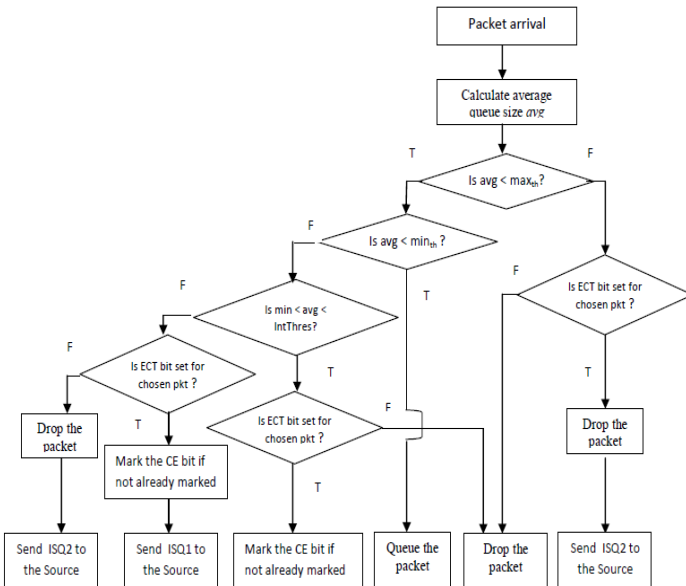 Packet arrival
Calculate average
queue size avg
T
F
Is avg < maxth?
F
Is avg < minth ?
F
T
Is ECT bit set for
chosen pkt ?
F
Is min < avg <
IntThres?
F
Is ECT bit set for
chosen pkt ?
T
T
F
Is ECT bit set for
chosen pkt ?
Drop the
packet
T
Drop the
packet
Mark the CE bit if
not already marked
T
Send ISQ2 to
the Source
Send ISQ1 to
the Source
Mark the CE bit if
not already marked
Queue the
packet
Drop the
packet
Send ISQ2 to
the Source